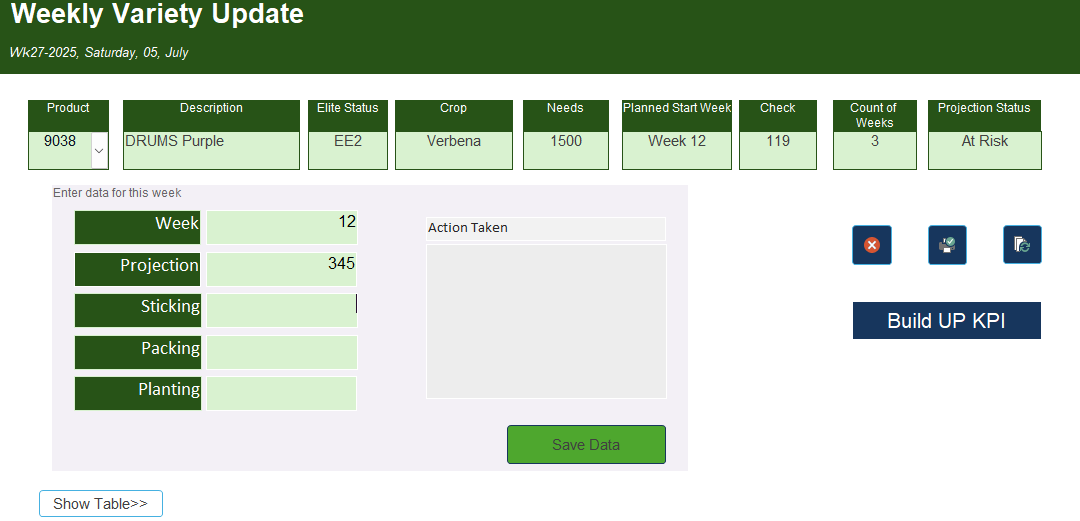 Weekly Variety Update
Wk27-2025, Saturday, 05, July
Product
Description
Elite Status
Crop
Needs
Planned Start Week
Check
Count of
Weeks
Projection Status
9038
DRUMS Purple
EE2
Verbena
1500
Week 12
119
3
At Risk
Enter data for this week
Week
12
Projection
345
Sticking
Packing
Planting
Action Taken
Save Data
Build UP KPI
Show Table>>